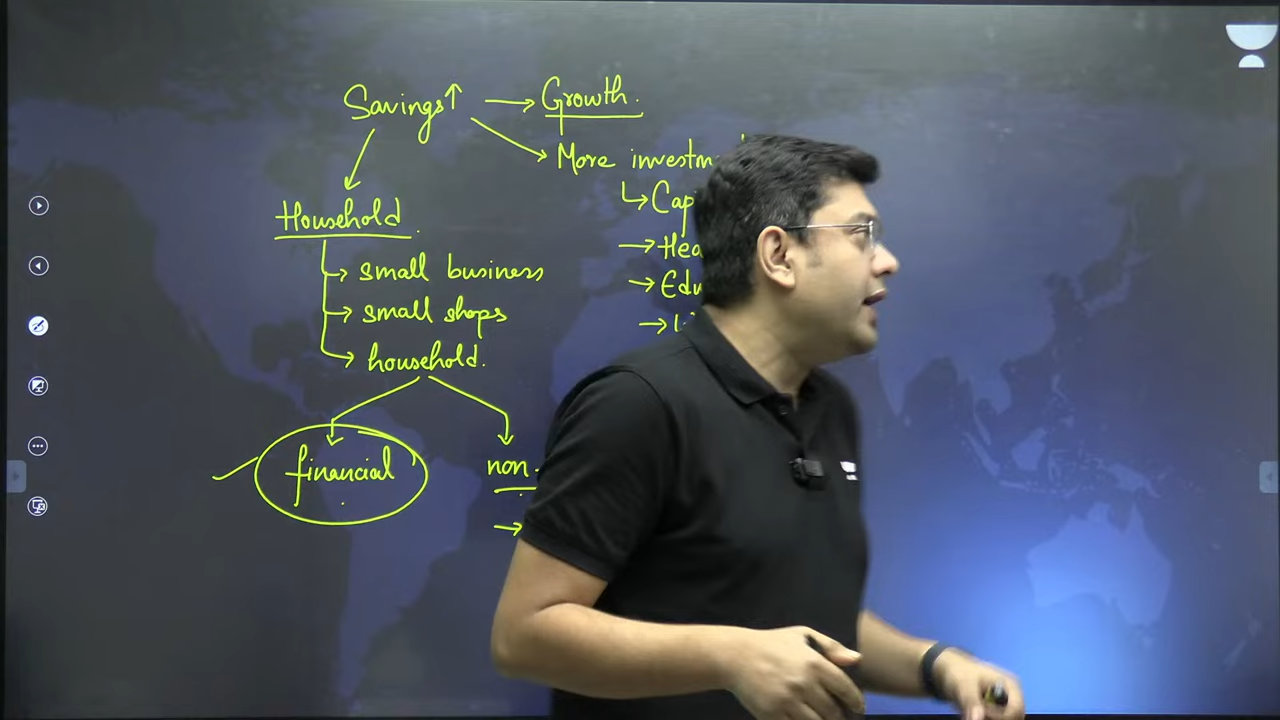 Savings↑ → Growth.
More investm
Household.
→ small business
→ small shops
→ household.
↳ Cap
→ Hea
→ Edu
financial
non.